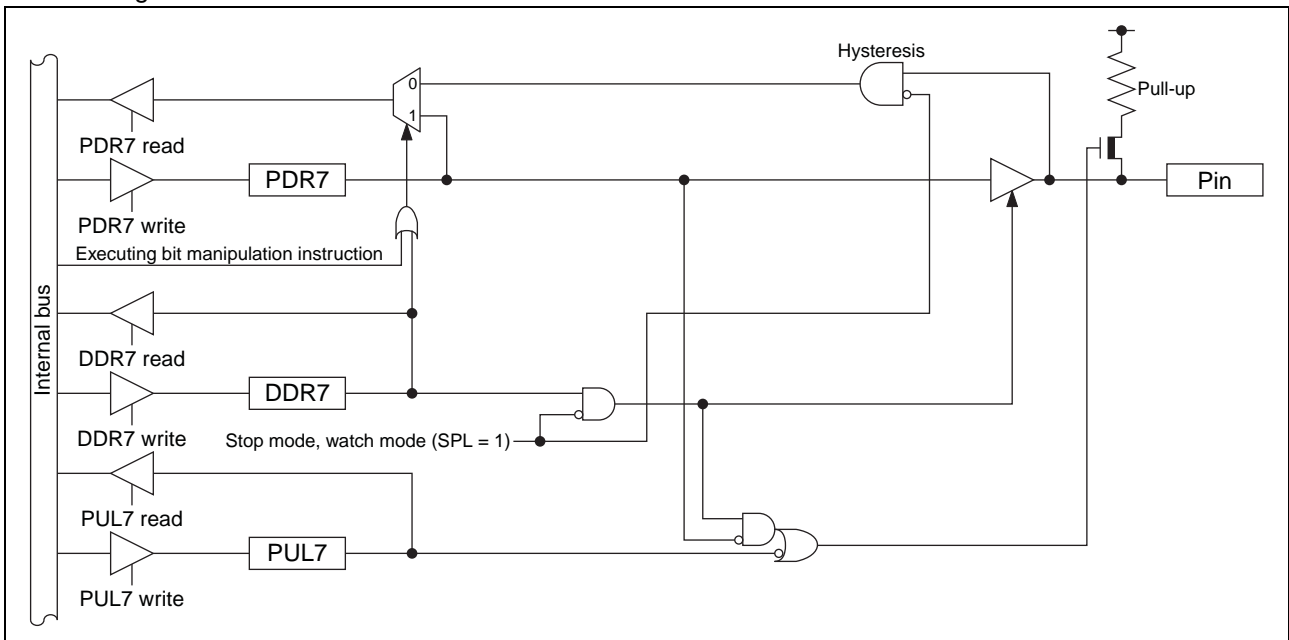 Hysteresis
0
Pull-up
1
PDR7 read
PDR7
Pin
PDR7 write
Executing bit manipulation instruction
Internal bus
DDR7 read
DDR7
DDR7 write
Stop mode, watch mode (SPL = 1)
PUL7 read
PUL7
PUL7 write